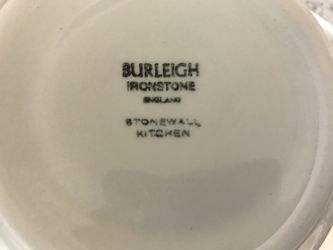 BURLEIGH
IRONSTONE
ENGLAND
STONEWALL
KITCHEN